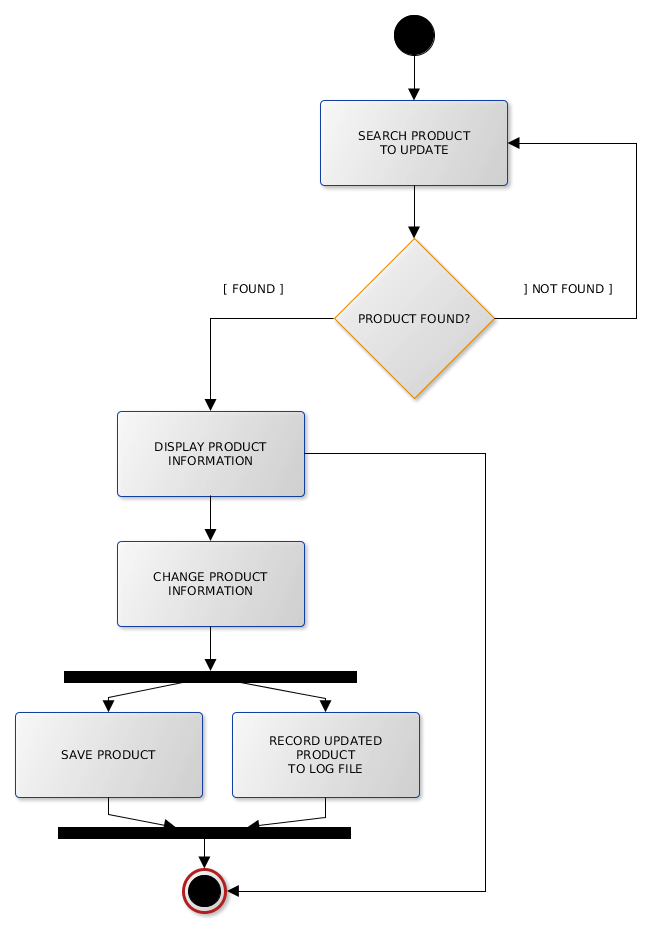 SEARCH PRODUCT
TO UPDATE
[ FOUND ]
] NOT FOUND ]
PRODUCT FOUND?
DISPLAY PRODUCT
INFORMATION
CHANGE PRODUCT
INFORMATION
SAVE PRODUCT
RECORD UPDATED
PRODUCT
TO LOG FILE